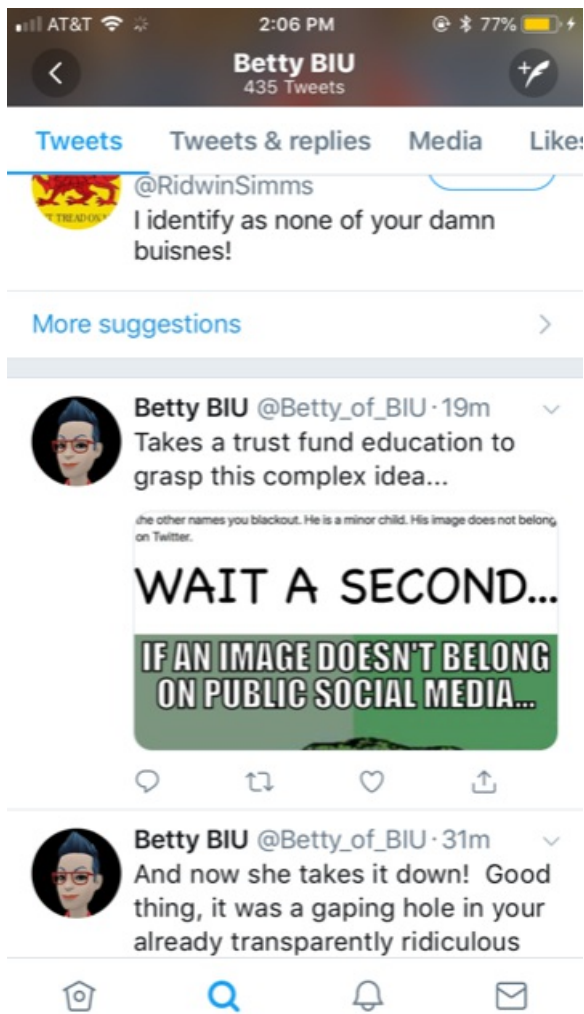 AT&T 2:06 PM 77%
Betty BIU
435 Tweets
Tweets Tweets & replies Media Likes
T TREAD ON
@RidwinSimms
I identify as none of your damn
buisnes!
More suggestions
Betty BIU @Betty_of_BIU · 19m
Takes a trust fund education to
grasp this complex idea...
the other names you blackout. He is a minor child. His image does not belong
on Twitter.
WAIT A SECOND...
IF AN IMAGE DOESN'T BELONG
ON PUBLIC SOCIAL MEDIA...
Betty BIU @Betty_of_BIU · 31m
And now she takes it down! Good
thing, it was a gaping hole in your
already transparently ridiculous